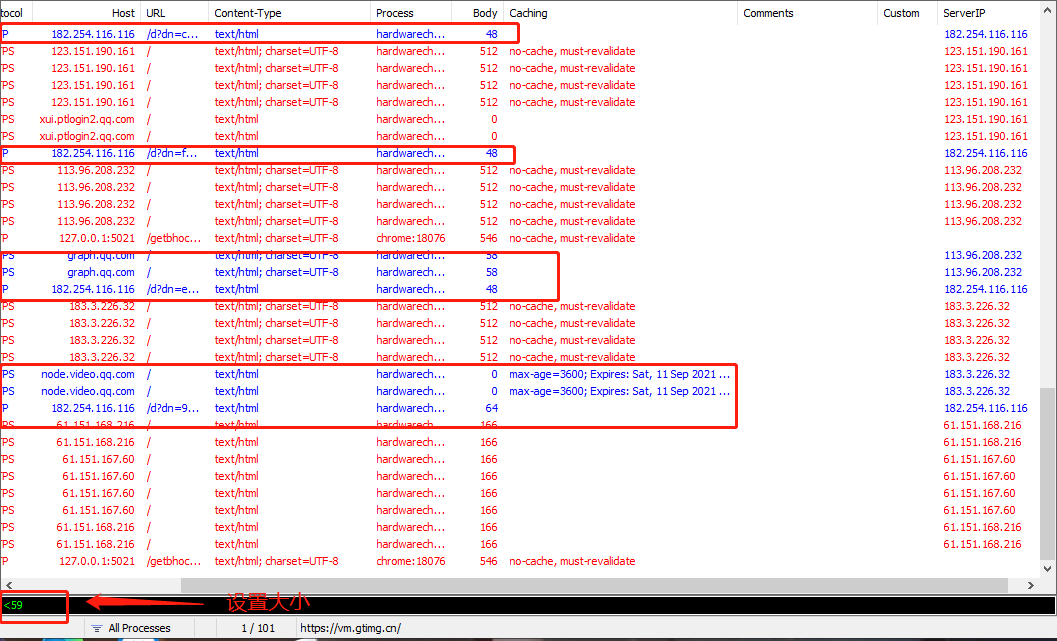 tocol Host URL Content-Type Process Body Caching Comments Custom ServerIP
P 182.254.116.116 /d?dn=c... text/html hardwarech... 48 182.254.116.116
PS 123.151.190.161 / text/html; charset=UTF-8 hardwarech... 512 no-cache, must-revalidate 123.151.190.161
PS 123.151.190.161 / text/html; charset=UTF-8 hardwarech... 512 no-cache, must-revalidate 123.151.190.161
PS 123.151.190.161 / text/html; charset=UTF-8 hardwarech... 512 no-cache, must-revalidate 123.151.190.161
PS 123.151.190.161 / text/html; charset=UTF-8 hardwarech... 512 no-cache, must-revalidate 123.151.190.161
PS xui.ptlogin2.qq.com / text/html hardwarech... 0 123.151.190.161
PS xui.ptlogin2.qq.com / text/html hardwarech... 0 123.151.190.161
P 182.254.116.116 /d?dn=f... text/html hardwarech... 48 182.254.116.116
PS 113.96.208.232 / text/html; charset=UTF-8 hardwarech... 512 no-cache, must-revalidate 113.96.208.232
PS 113.96.208.232 / text/html; charset=UTF-8 hardwarech... 512 no-cache, must-revalidate 113.96.208.232
PS 113.96.208.232 / text/html; charset=UTF-8 hardwarech... 512 no-cache, must-revalidate 113.96.208.232
PS 113.96.208.232 / text/html; charset=UTF-8 hardwarech... 512 no-cache, must-revalidate 113.96.208.232
P 127.0.0.1:5021 /getbhoc... text/html; charset=UTF-8 chrome:18076 546 no-cache, must-revalidate
PS graph.qq.com / text/html; charset=UTF-8 hardwarech... 58 113.96.208.232
PS graph.qq.com / text/html; charset=UTF-8 hardwarech... 58 113.96.208.232
P 182.254.116.116 /d?dn=e... text/html hardwarech... 48 182.254.116.116
PS 183.3.226.32 / text/html; charset=UTF-8 hardwarech... 512 no-cache, must-revalidate 183.3.226.32
PS 183.3.226.32 / text/html; charset=UTF-8 hardwarech... 512 no-cache, must-revalidate 183.3.226.32
PS 183.3.226.32 / text/html; charset=UTF-8 hardwarech... 512 no-cache, must-revalidate 183.3.226.32
PS 183.3.226.32 / text/html; charset=UTF-8 hardwarech... 512 no-cache, must-revalidate 183.3.226.32
PS node.video.qq.com / text/html hardwarech... 0 max-age=3600; Expires: Sat, 11 Sep 2021 ... 183.3.226.32
PS node.video.qq.com / text/html hardwarech... 0 max-age=3600; Expires: Sat, 11 Sep 2021 ... 183.3.226.32
P 182.254.116.116 /d?dn=9... text/html hardwarech... 64 182.254.116.116
PS 61.151.168.216 / text/html hardwarech... 166 61.151.168.216
PS 61.151.168.216 / text/html hardwarech... 166 61.151.168.216
PS 61.151.167.60 / text/html hardwarech... 166 61.151.167.60
PS 61.151.167.60 / text/html hardwarech... 166 61.151.167.60
PS 61.151.167.60 / text/html hardwarech... 166 61.151.167.60
PS 61.151.167.60 / text/html hardwarech... 166 61.151.167.60
PS 61.151.168.216 / text/html hardwarech... 166 61.151.168.216
PS 61.151.168.216 / text/html hardwarech... 166 61.151.168.216
P 127.0.0.1:5021 /getbhoc... text/html; charset=UTF-8 chrome:18076 546 no-cache, must-revalidate
<59 设置大小
All Processes 1 / 101 https://vm.gtimg.cn/